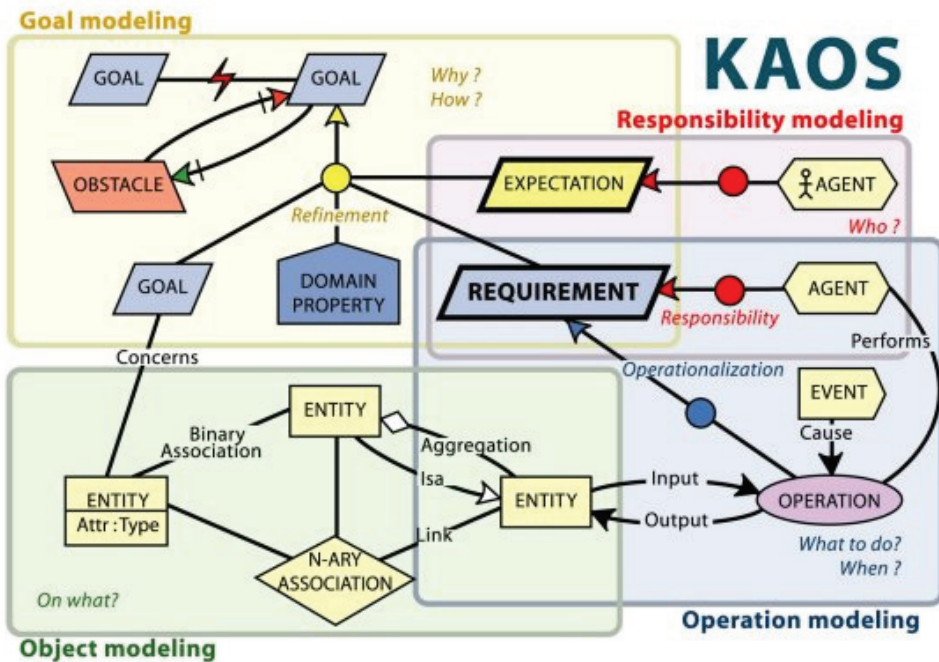 Goal modeling
KAOS
GOAL
GOAL
Why ?
How ?
Responsibility modeling
OBSTACLE
EXPECTATION
AGENT
Refinement
Who ?
GOAL
DOMAIN
PROPERTY
REQUIREMENT
AGENT
Responsibility
Concerns
Performs
Operationalization
ENTITY
EVENT
Binary
Association
Aggregation
Cause
Isa
Input
ENTITY
Attr : Type
ENTITY
OPERATION
Output
Link
N-ARY
ASSOCIATION
What to do?
When ?
On what?
Operation modeling
Object modeling